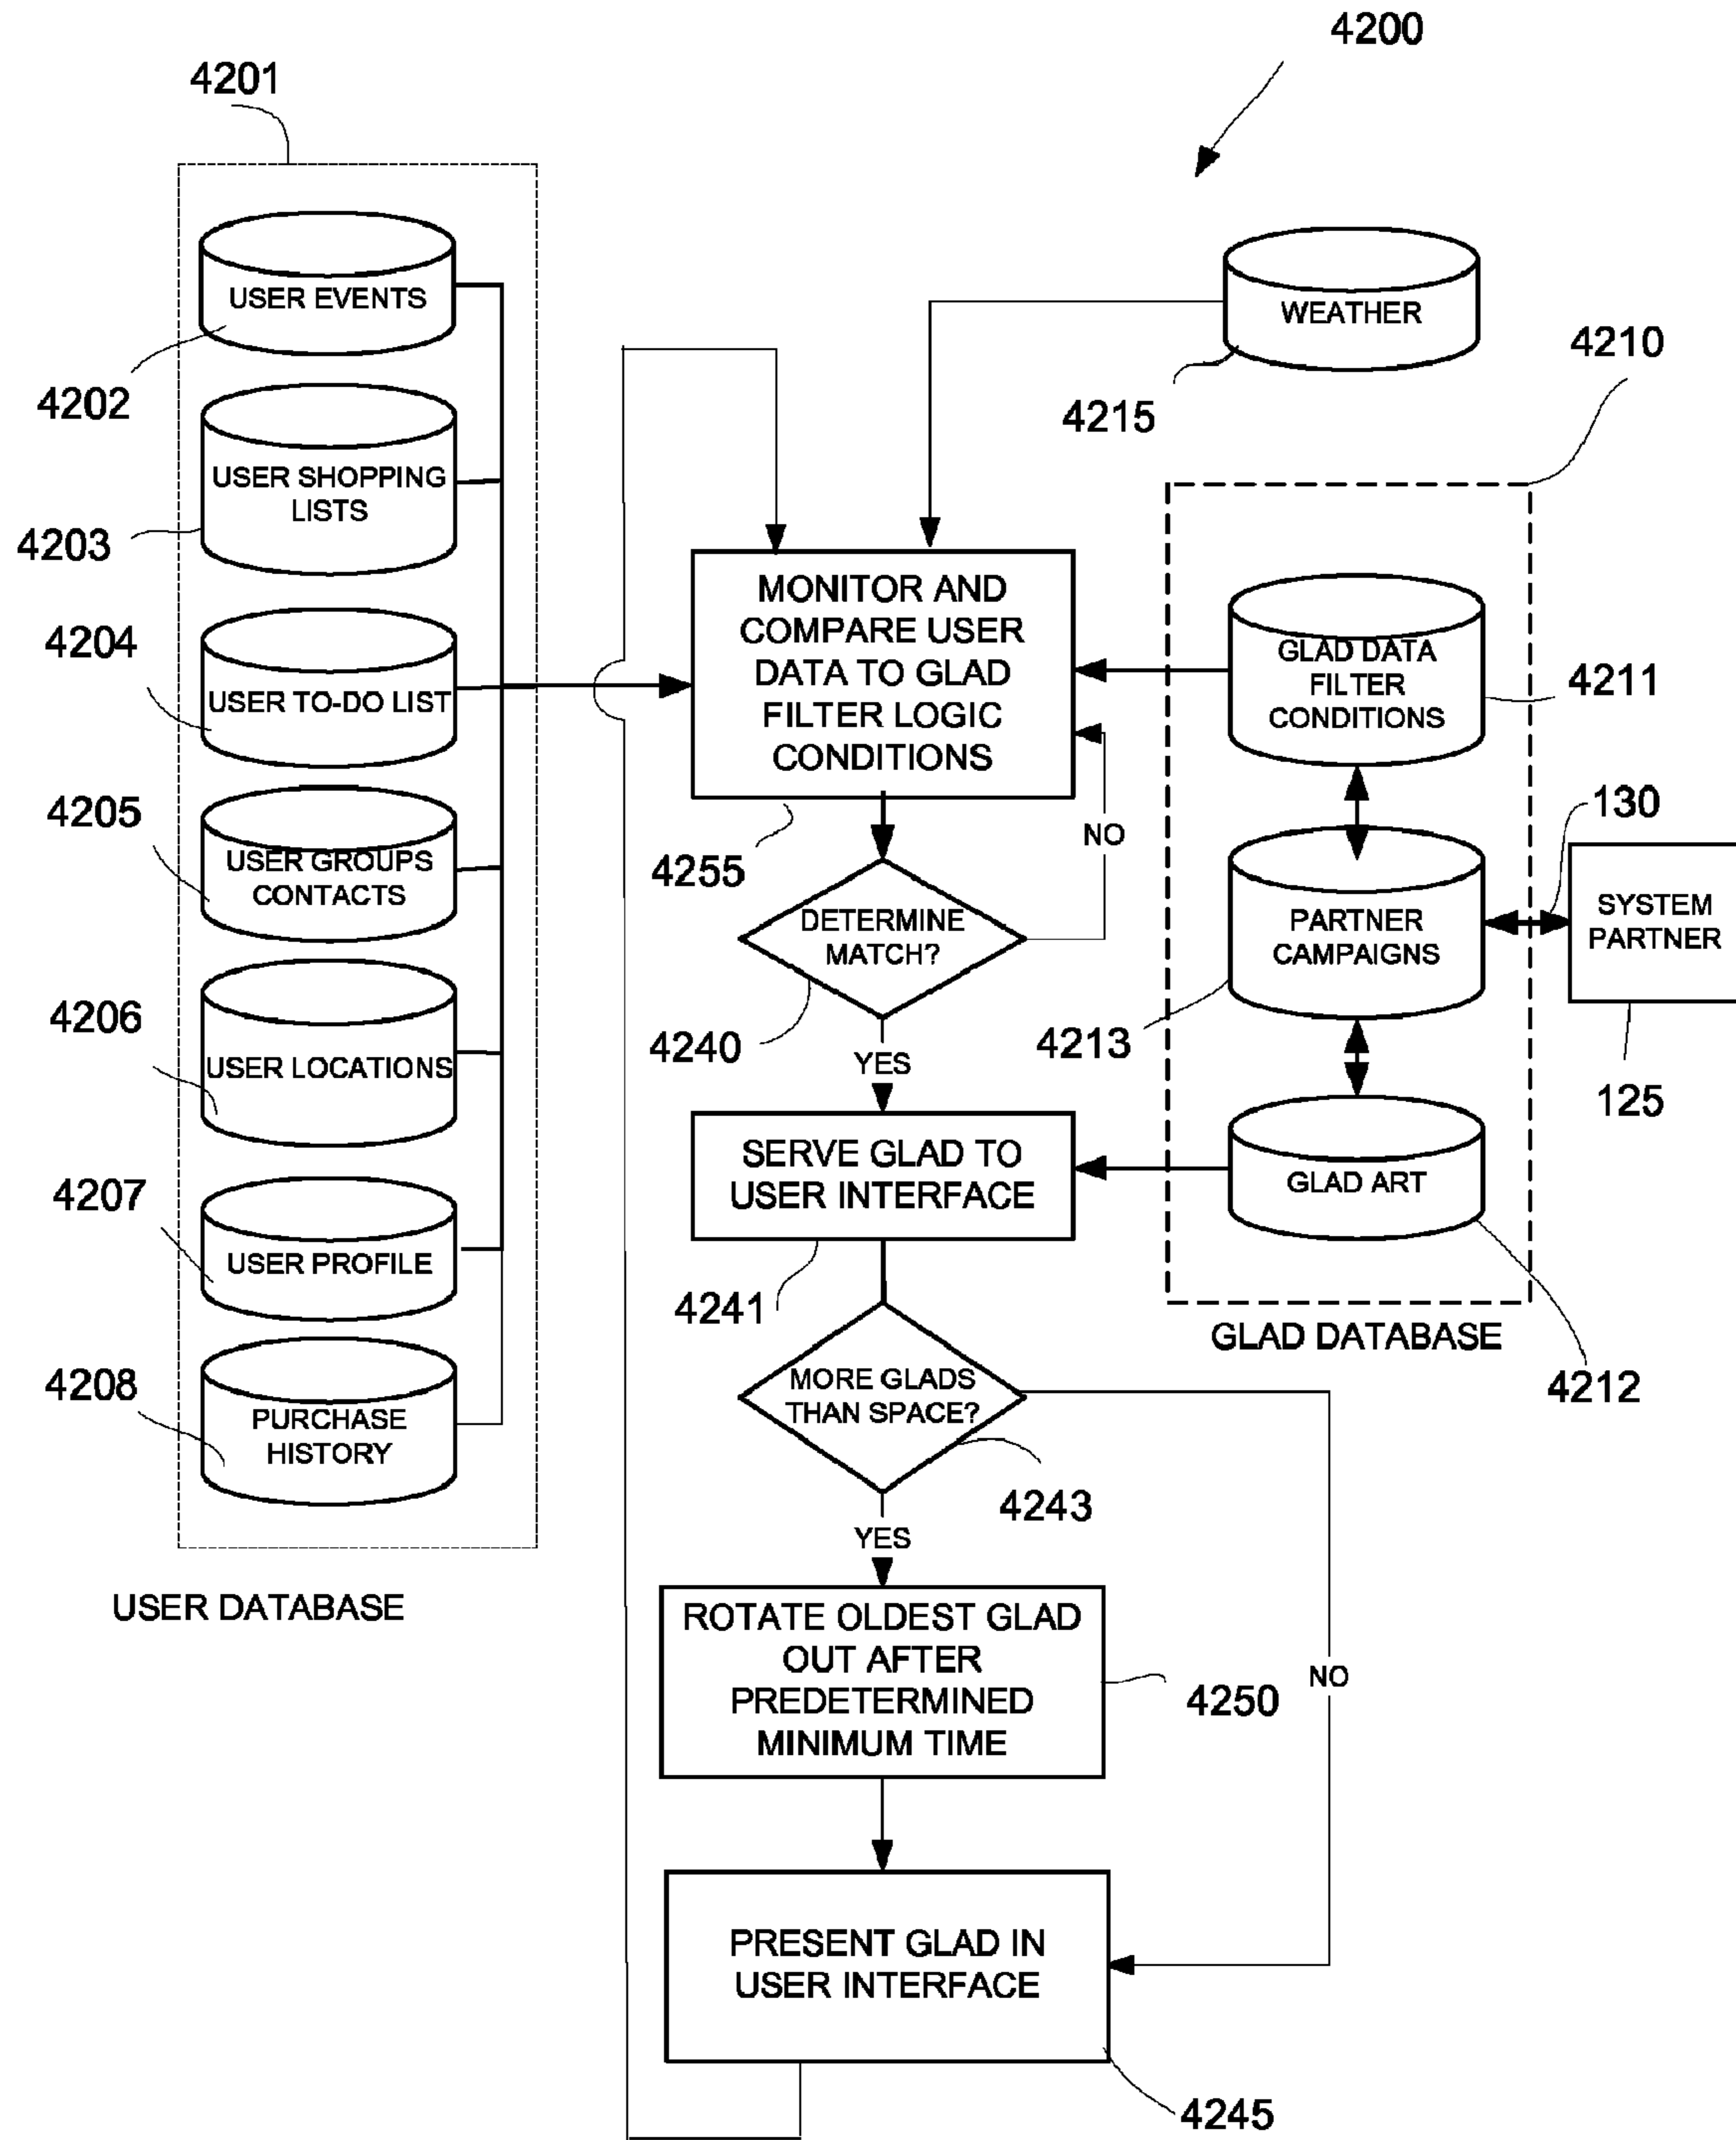 4200
4201
USER EVENTS
4202
USER SHOPPING
LISTS
4203
4204
USER TO-DO LIST
4205
USER GROUPS
CONTACTS
4206
USER LOCATIONS
4207
USER PROFILE
4208
PURCHASE
HISTORY
USER DATABASE
WEATHER
4215
4210
MONITOR AND
COMPARE USER
DATA TO GLAD
FILTER LOGIC
CONDITIONS
4255
NO
DETERMINE
MATCH?
4240
YES
GLAD DATA
FILTER
CONDITIONS
4211
130
PARTNER
CAMPAIGNS
4213
SYSTEM
PARTNER
125
GLAD ART
4212
GLAD DATABASE
SERVE GLAD TO
USER INTERFACE
4241
MORE GLADS
THAN SPACE?
4243
YES
NO
ROTATE OLDEST GLAD
OUT AFTER
PREDETERMINED
MINIMUM TIME
4250
PRESENT GLAD IN
USER INTERFACE
4245